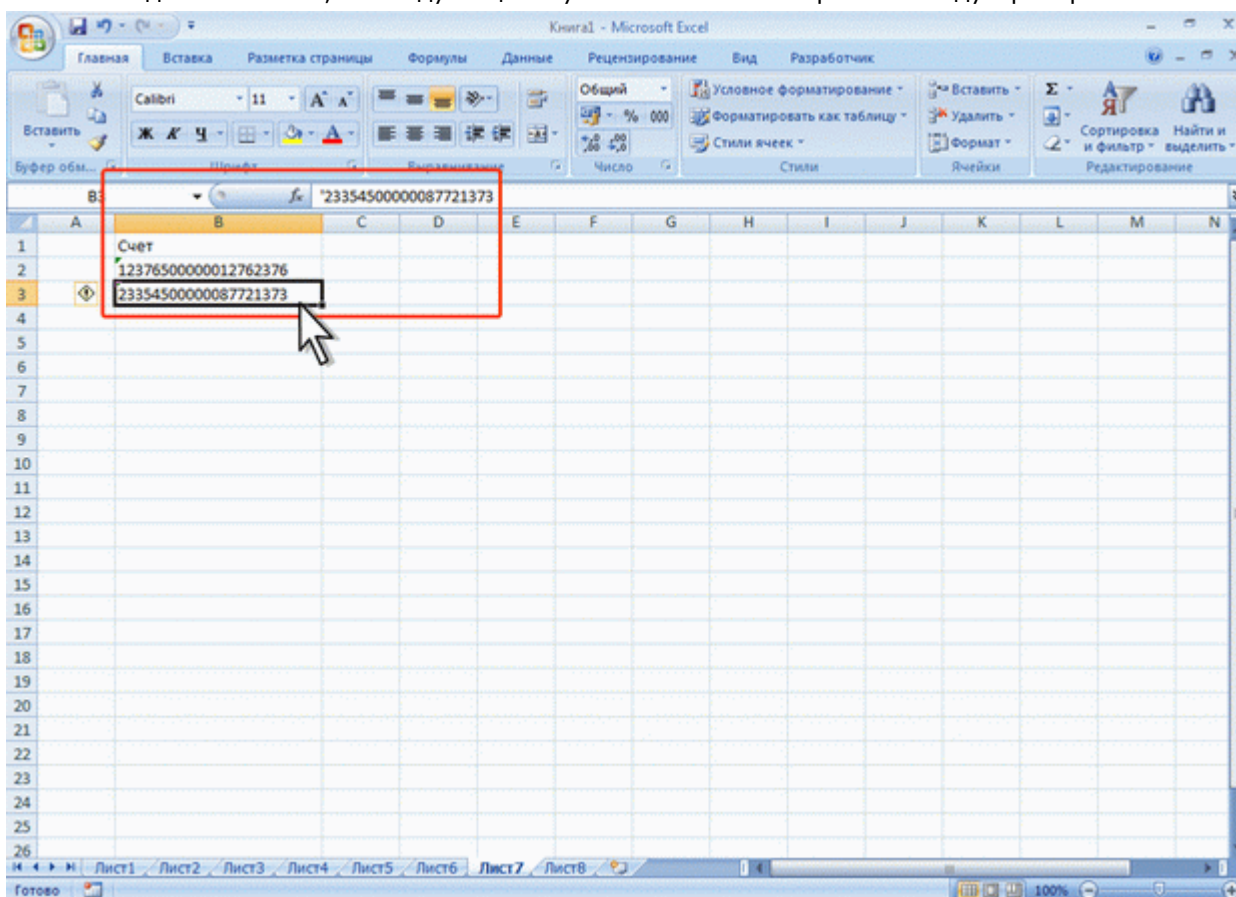 Книга1 - Microsoft Excel
Главная Вставка Разметка страницы Формулы Данные Рецензирование Вид Разработчик
Вставить
Calibri 11
Ж К Ч
Общий
% 000
Условное форматирование
Форматировать как таблицу
Стили ячеек
Вставить
Удалить
Формат
Σ
Сортировка и фильтр
Найти и выделить
Буфер обм... Шрифт Выравнивание Число Стили Ячейки Редактирование
B3 fx '23354500000087721373
A B C D E F G H I J K L M N
1 Счет
2 12376500000012762376
3 23354500000087721373
4
5
6
7
8
9
10
11
12
13
14
15
16
17
18
19
20
21
22
23
24
25
26
Лист1 Лист2 Лист3 Лист4 Лист5 Лист6 Лист7 Лист8
Готово 100%